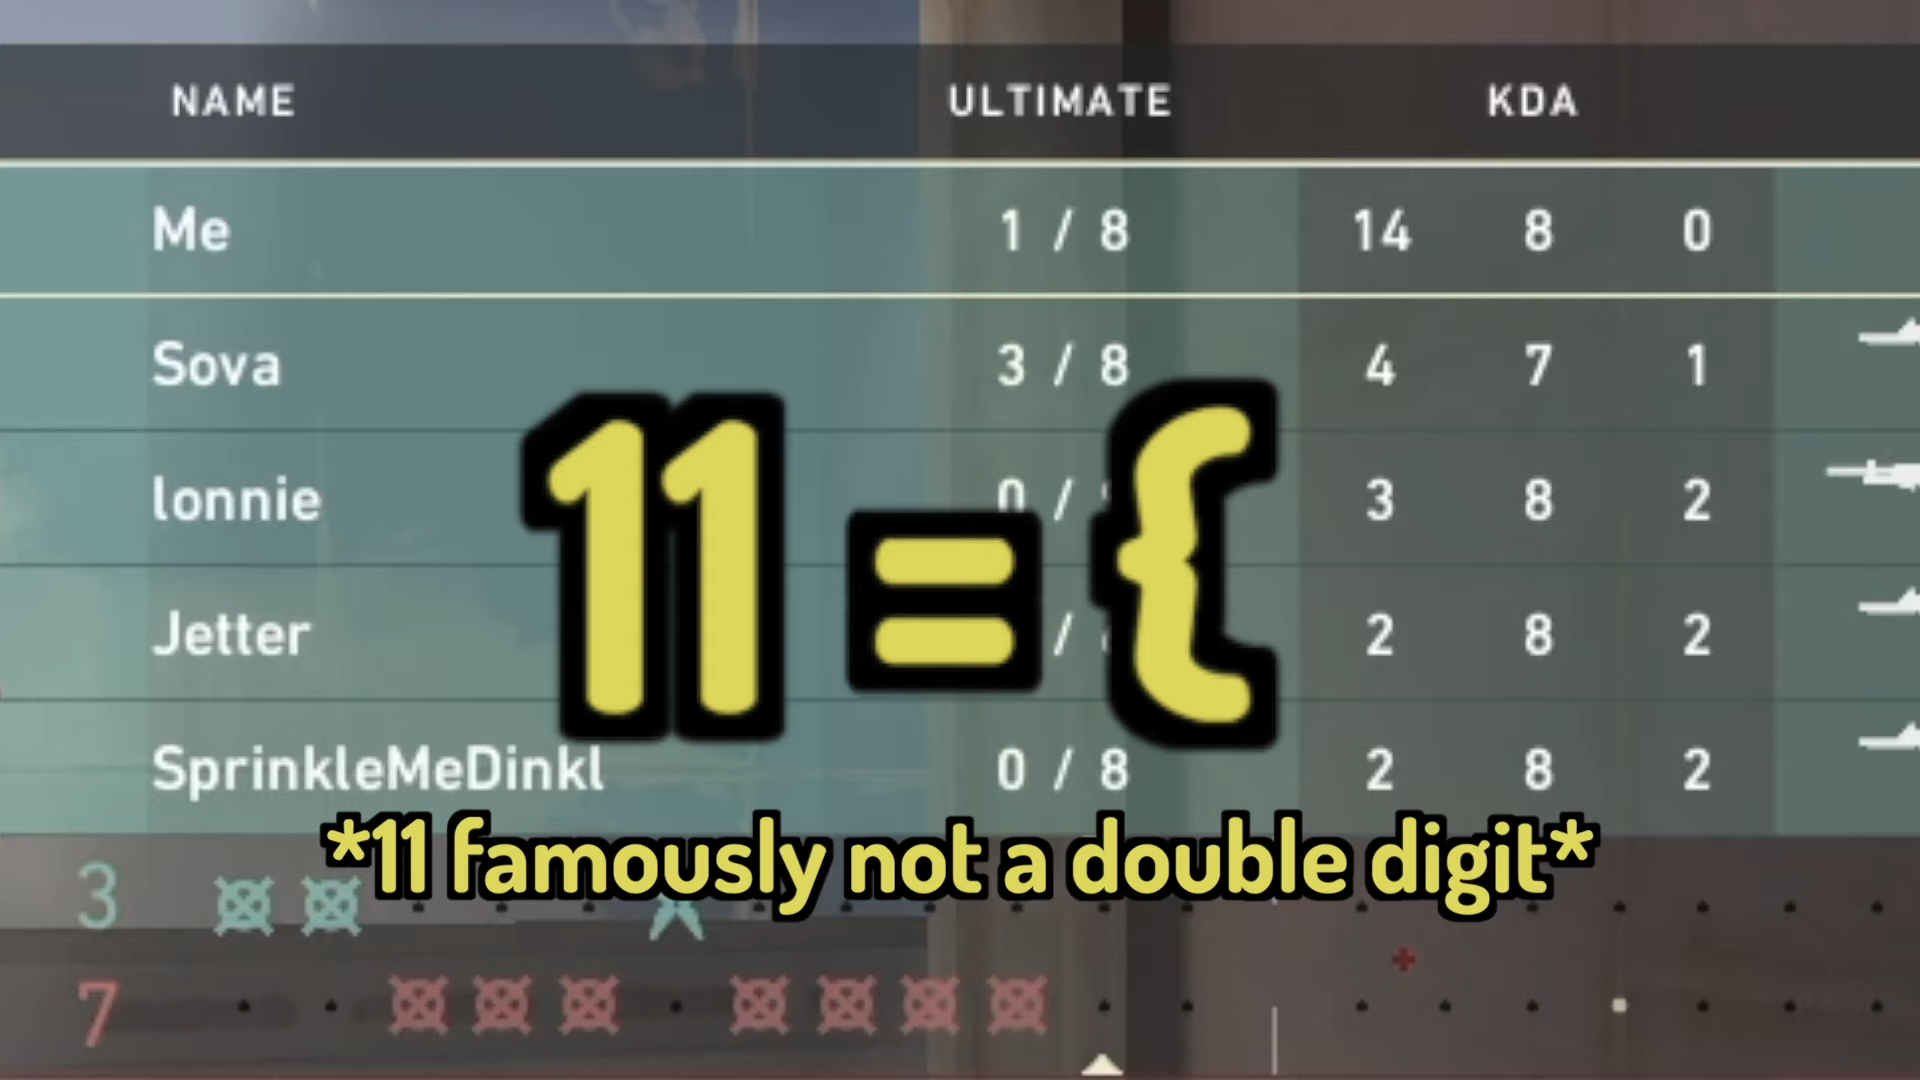 NAME ULTIMATE KDA
Me 1 / 8 14 8 0
Sova 3 / 8 4 7 1
lonnie 0 / 3 8 2
Jetter / 2 8 2
SprinkleMeDinkl 0 / 8 2 8 2
11 = {
*11 famously not a double digit*
3
7